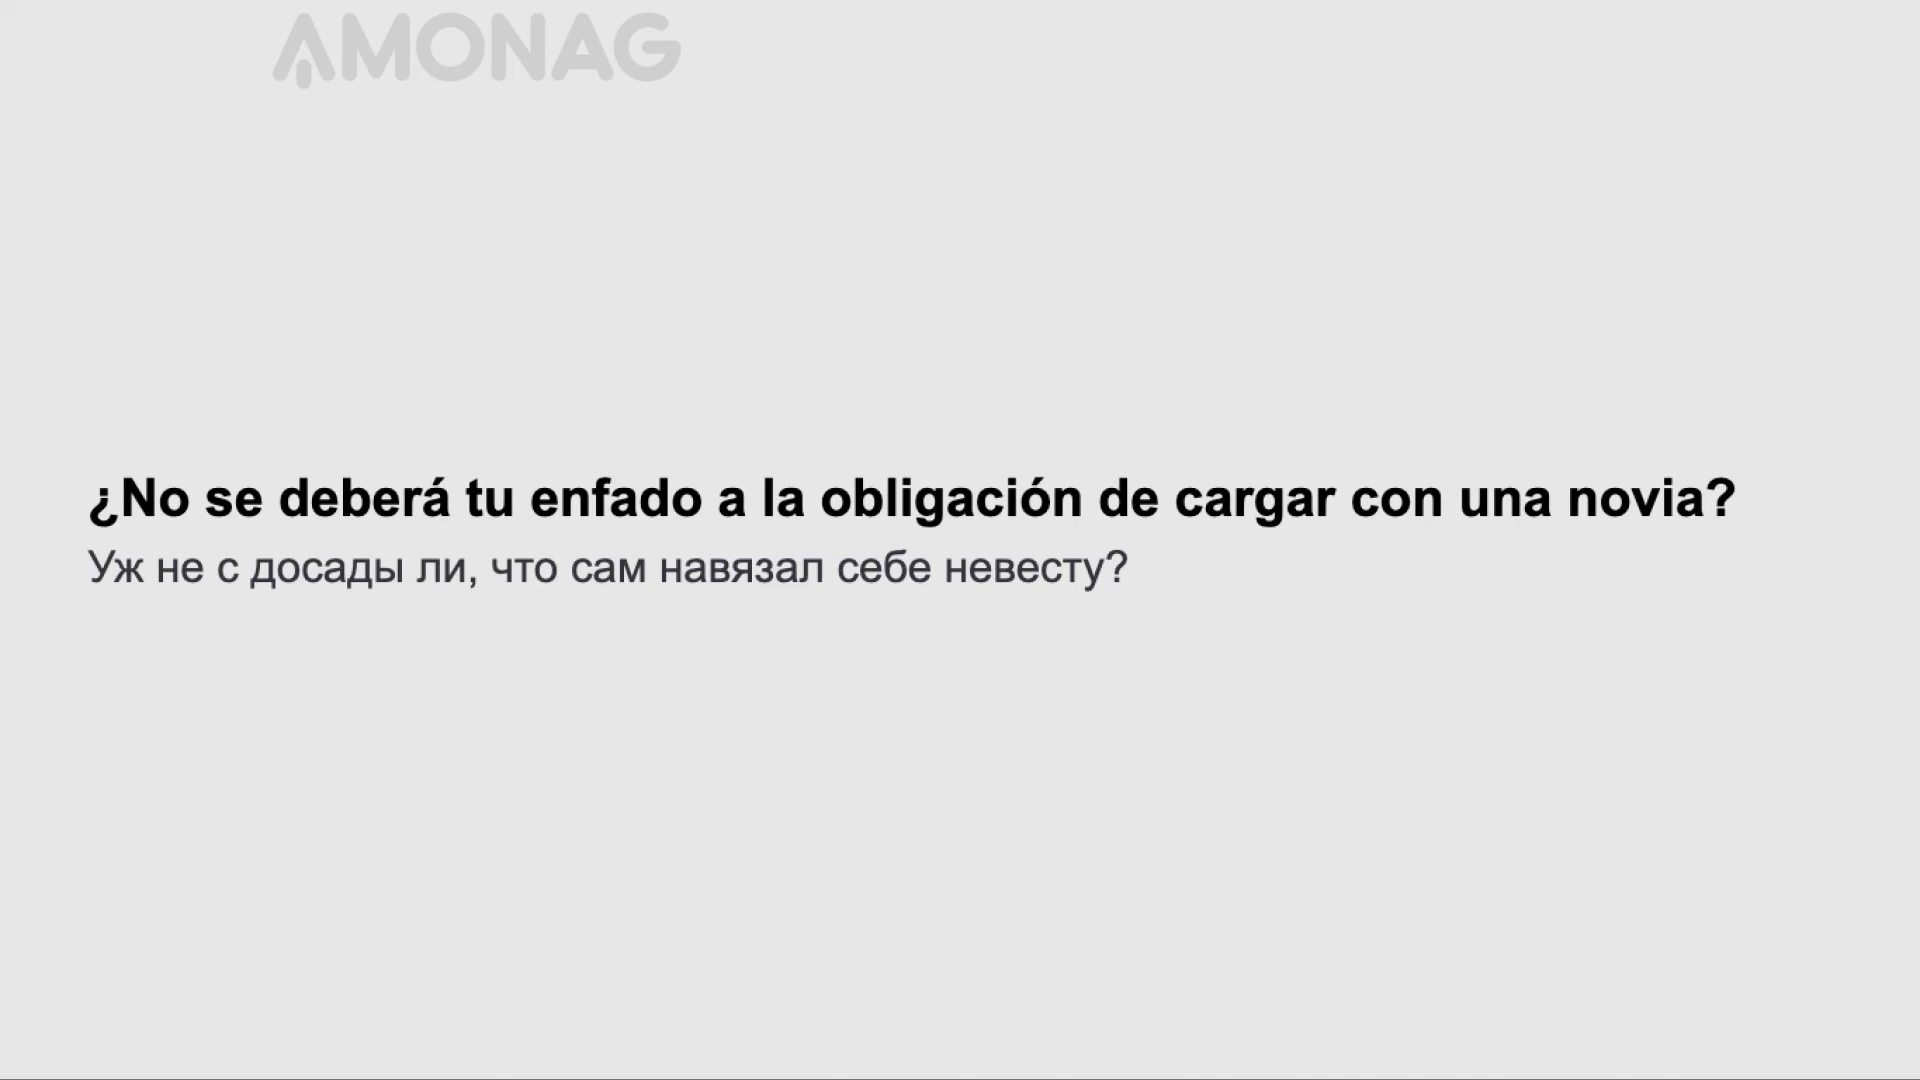 AMONAG
¿No se deberá tu enfado a la obligación de cargar con una novia?
Уж не с досады ли, что сам навязал себе невесту?